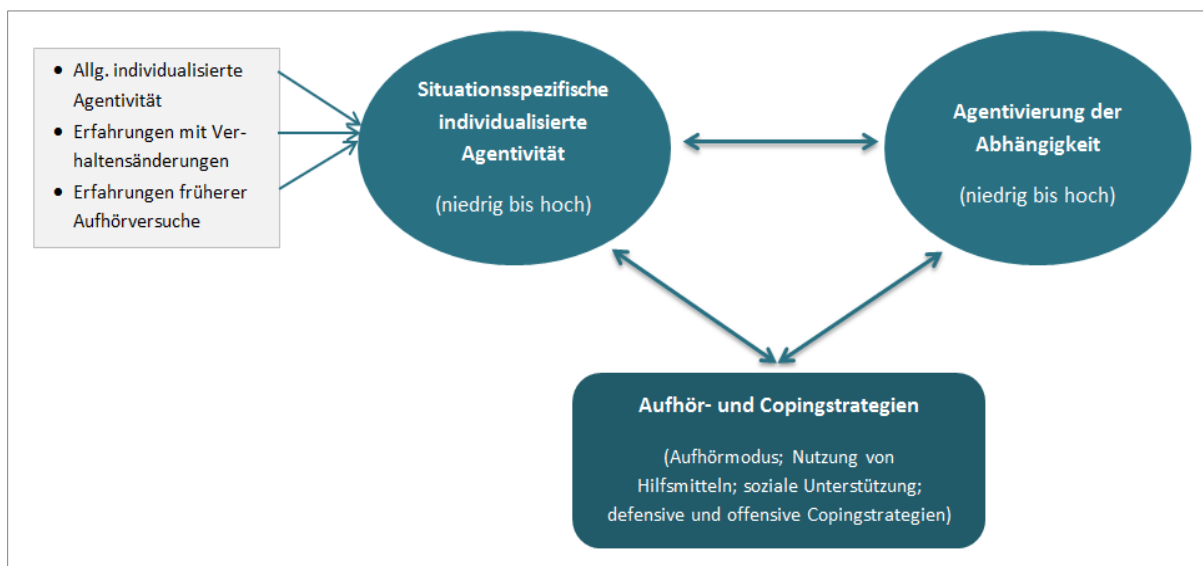 • Allg. individualisierte
Agentivität
• Erfahrungen mit Ver-
haltensänderungen
• Erfahrungen früherer
Aufhörversuche
Situationsspezifische
individualisierte
Agentivität
(niedrig bis hoch)
Agentivierung der
Abhängigkeit
(niedrig bis hoch)
Aufhör- und Copingstrategien
(Aufhörmodus; Nutzung von
Hilfsmitteln; soziale Unterstützung;
defensive und offensive Copingstrategien)